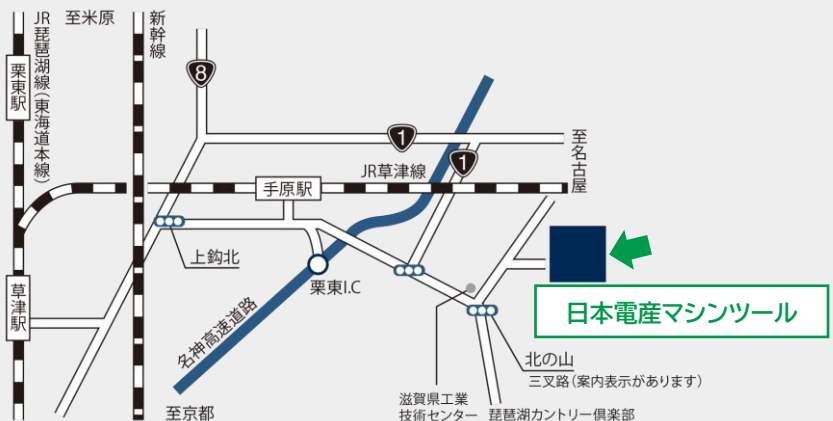 JR琵琶湖線(東海道本線)
至米原
新幹線
栗東駅
8
1
至名古屋
JR草津線
1
手原駅
上鈎北
栗東I.C
草津駅
名神高速道路
日本電産マシンツール
北の山
三叉路(案内表示があります)
滋賀県工業
技術センター
琵琶湖カントリー倶楽部
至京都